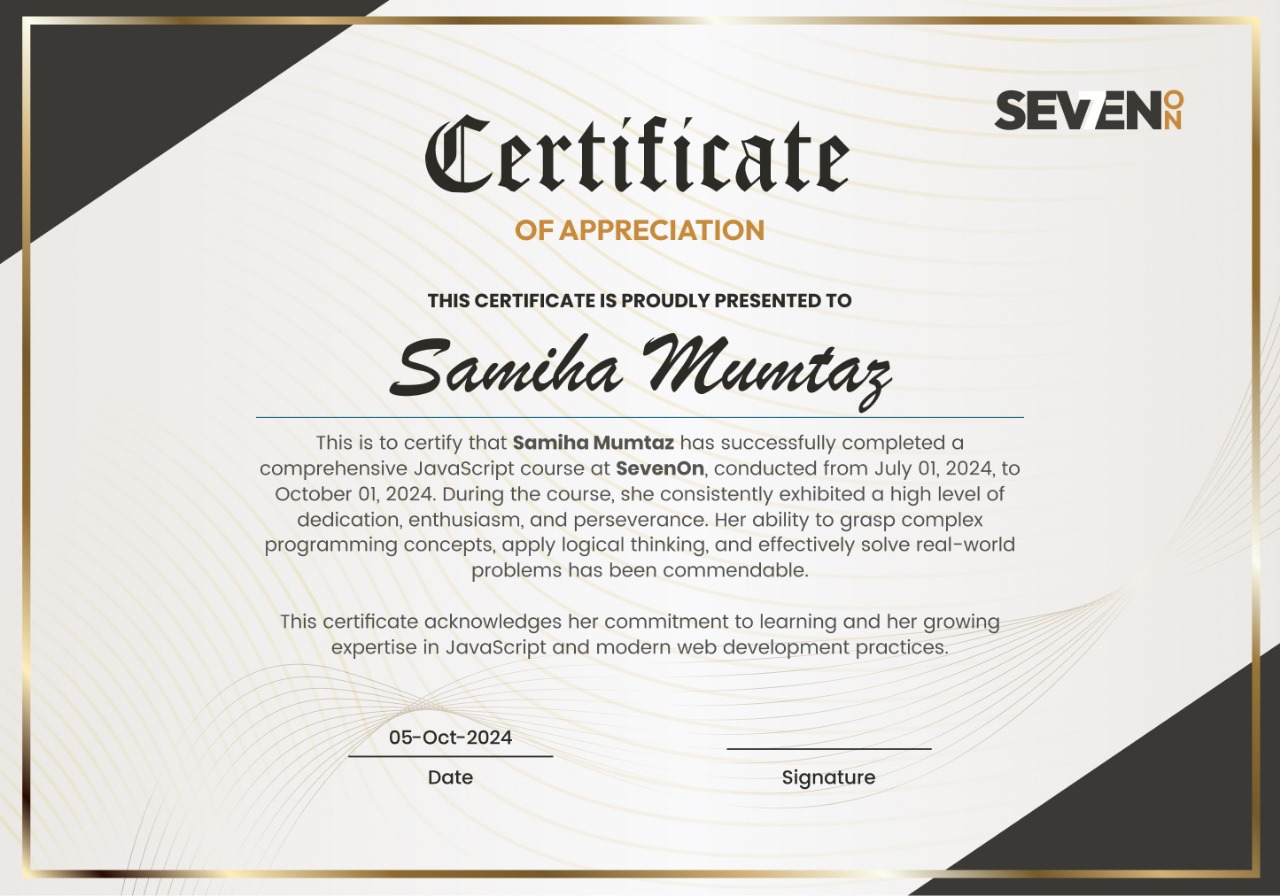 SEV7EN ON
Certificate
OF APPRECIATION
THIS CERTIFICATE IS PROUDLY PRESENTED TO
Samiha Mumtaz
This is to certify that Samiha Mumtaz has successfully completed a
comprehensive JavaScript course at SevenOn, conducted from July 01, 2024, to
October 01, 2024. During the course, she consistently exhibited a high level of
dedication, enthusiasm, and perseverance. Her ability to grasp complex
programming concepts, apply logical thinking, and effectively solve real-world
problems has been commendable.
This certificate acknowledges her commitment to learning and her growing
expertise in JavaScript and modern web development practices.
05-Oct-2024
Date
Signature